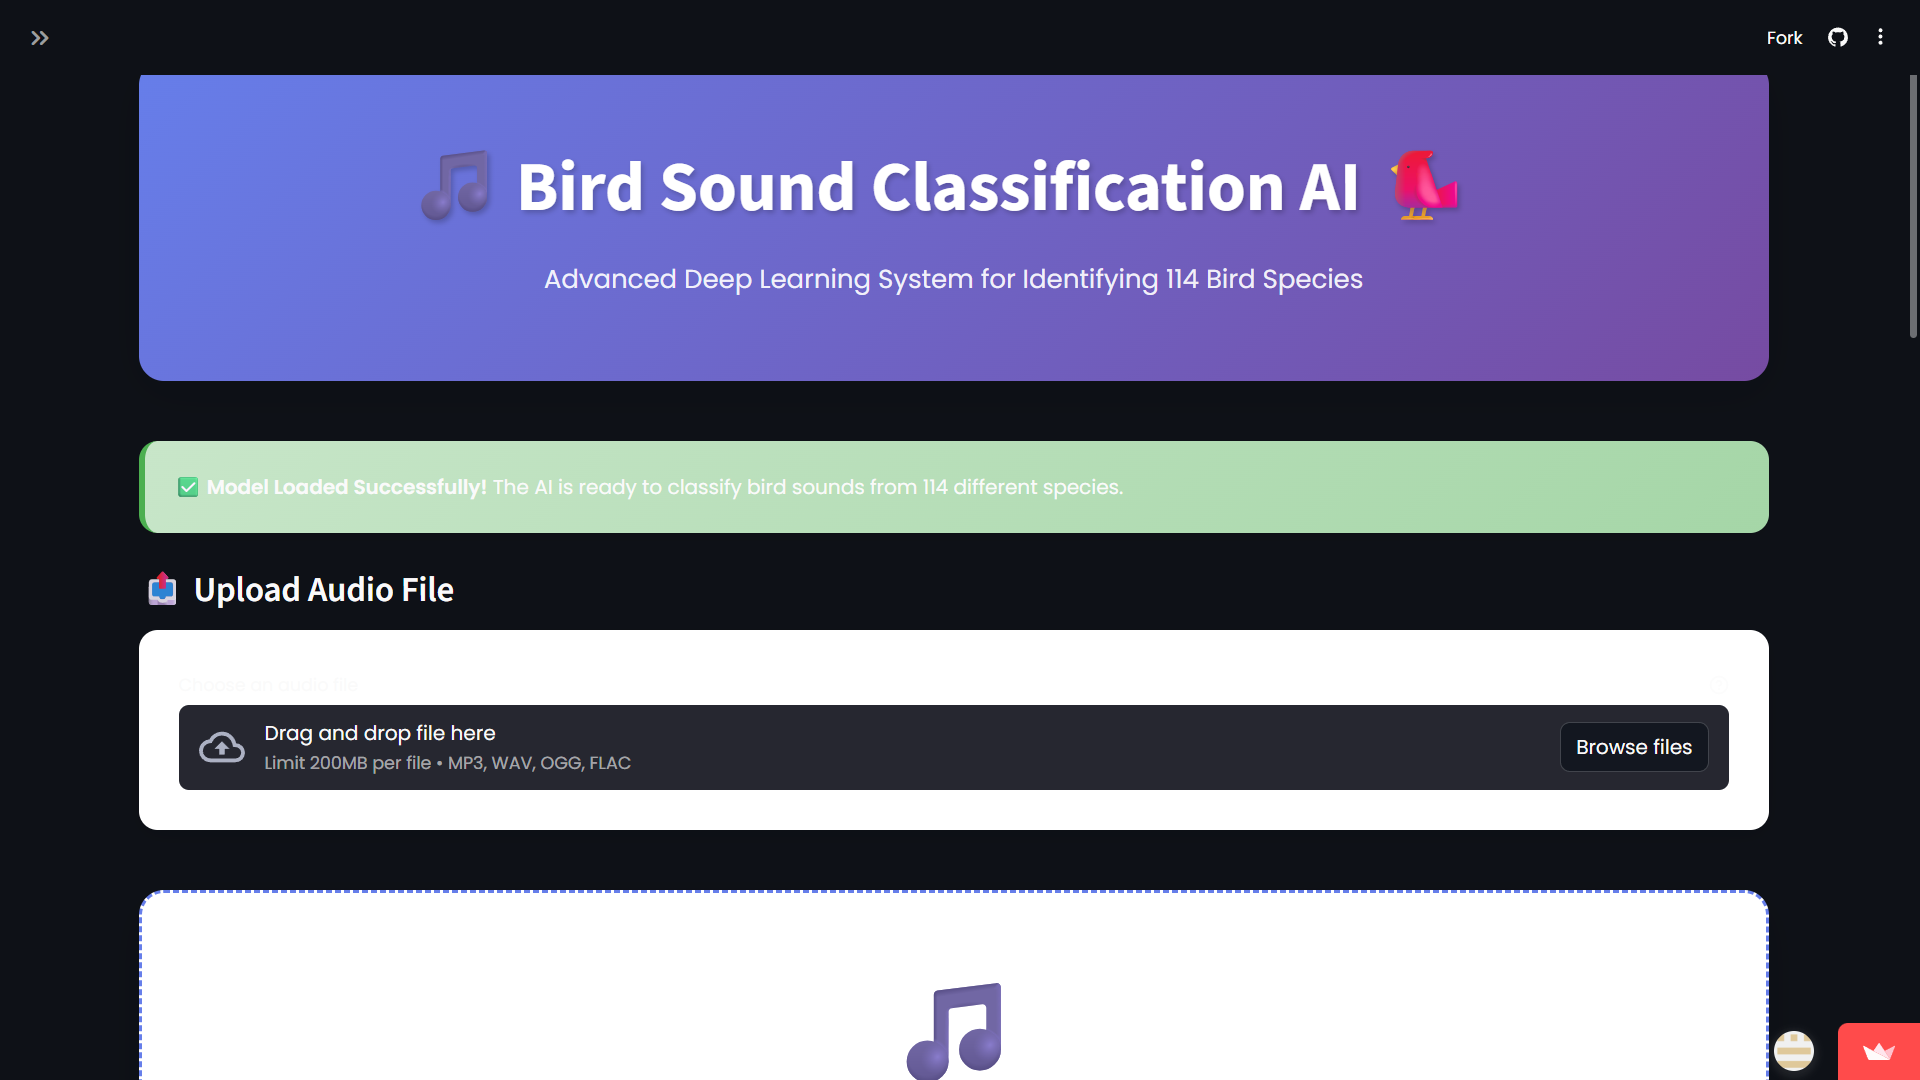 Fork
Bird Sound Classification AI
Advanced Deep Learning System for Identifying 114 Bird Species
Model Loaded Successfully! The AI is ready to classify bird sounds from 114 different species.
Upload Audio File
Choose an audio file
Drag and drop file here
Limit 200MB per file • MP3, WAV, OGG, FLAC
Browse files